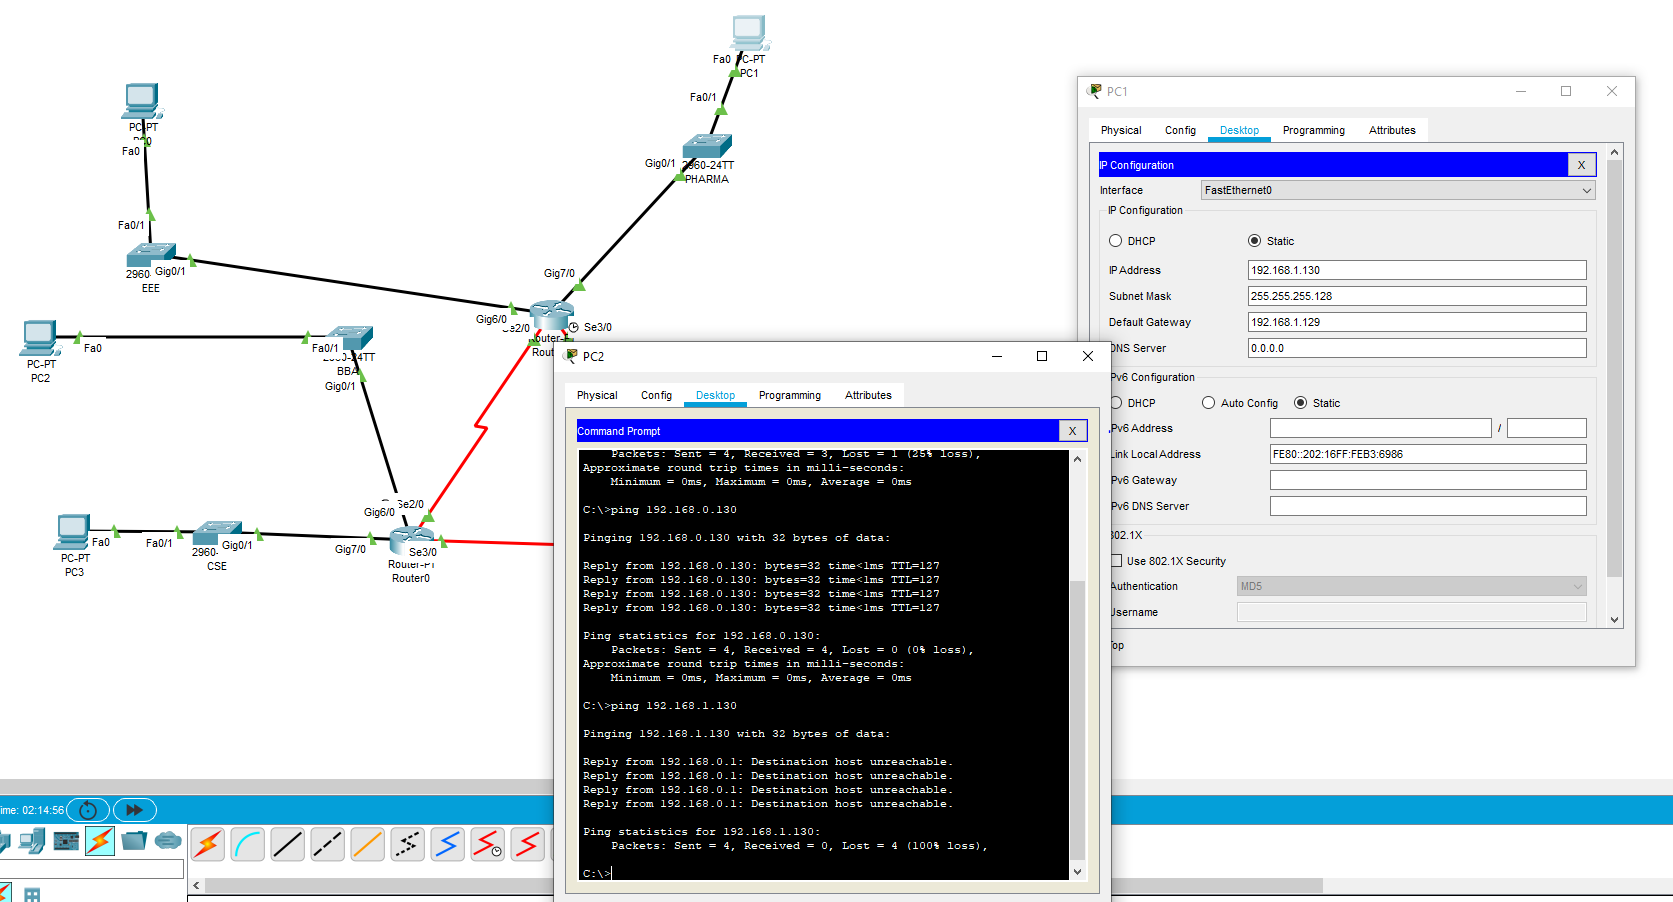 Fa0
PC-PT
PC1
Fa0/1
Gig0/1
2960-24TT
PHARMA
PC-PT
Fa0
Fa0/1
Gig0/1
EEE
Gig7/0
Gig6/0
Se2/0
Se3/0
PC-PT
PC2
Fa0
Fa0/1
BBA
Gig0/1
Se2/0
Gig6/0
PC-PT
PC3
Fa0
Fa0/1
2960-
Gig0/1
CSE
Gig7/0
Se3/0
Router-PT
Router0
PC1
Physical
Config
Desktop
Programming
Attributes
IP Configuration
X
Interface
FastEthernet0
IP Configuration
DHCP
Static
IP Address
192.168.1.130
Subnet Mask
255.255.255.128
Default Gateway
192.168.1.129
DNS Server
0.0.0.0
IPv6 Configuration
DHCP
Auto Config
Static
IPv6 Address
/
Link Local Address
FE80::202:16FF:FEB3:6986
IPv6 Gateway
IPv6 DNS Server
802.1X
Use 802.1X Security
Authentication
MD5
Username
Top
PC2
Physical
Config
Desktop
Programming
Attributes
Command Prompt
X
Packets: Sent = 4, Received = 3, Lost = 1 (25% loss),
Approximate round trip times in milli-seconds:
Minimum = 0ms, Maximum = 0ms, Average = 0ms
C:\>ping 192.168.0.130
Pinging 192.168.0.130 with 32 bytes of data:
Reply from 192.168.0.130: bytes=32 time<1ms TTL=127
Reply from 192.168.0.130: bytes=32 time<1ms TTL=127
Reply from 192.168.0.130: bytes=32 time<1ms TTL=127
Reply from 192.168.0.130: bytes=32 time<1ms TTL=127
Ping statistics for 192.168.0.130:
Packets: Sent = 4, Received = 4, Lost = 0 (0% loss),
Approximate round trip times in milli-seconds:
Minimum = 0ms, Maximum = 0ms, Average = 0ms
C:\>ping 192.168.1.130
Pinging 192.168.1.130 with 32 bytes of data:
Reply from 192.168.0.1: Destination host unreachable.
Reply from 192.168.0.1: Destination host unreachable.
Reply from 192.168.0.1: Destination host unreachable.
Reply from 192.168.0.1: Destination host unreachable.
Ping statistics for 192.168.1.130:
Packets: Sent = 4, Received = 0, Lost = 4 (100% loss),
C:\>
Time: 02:14:56